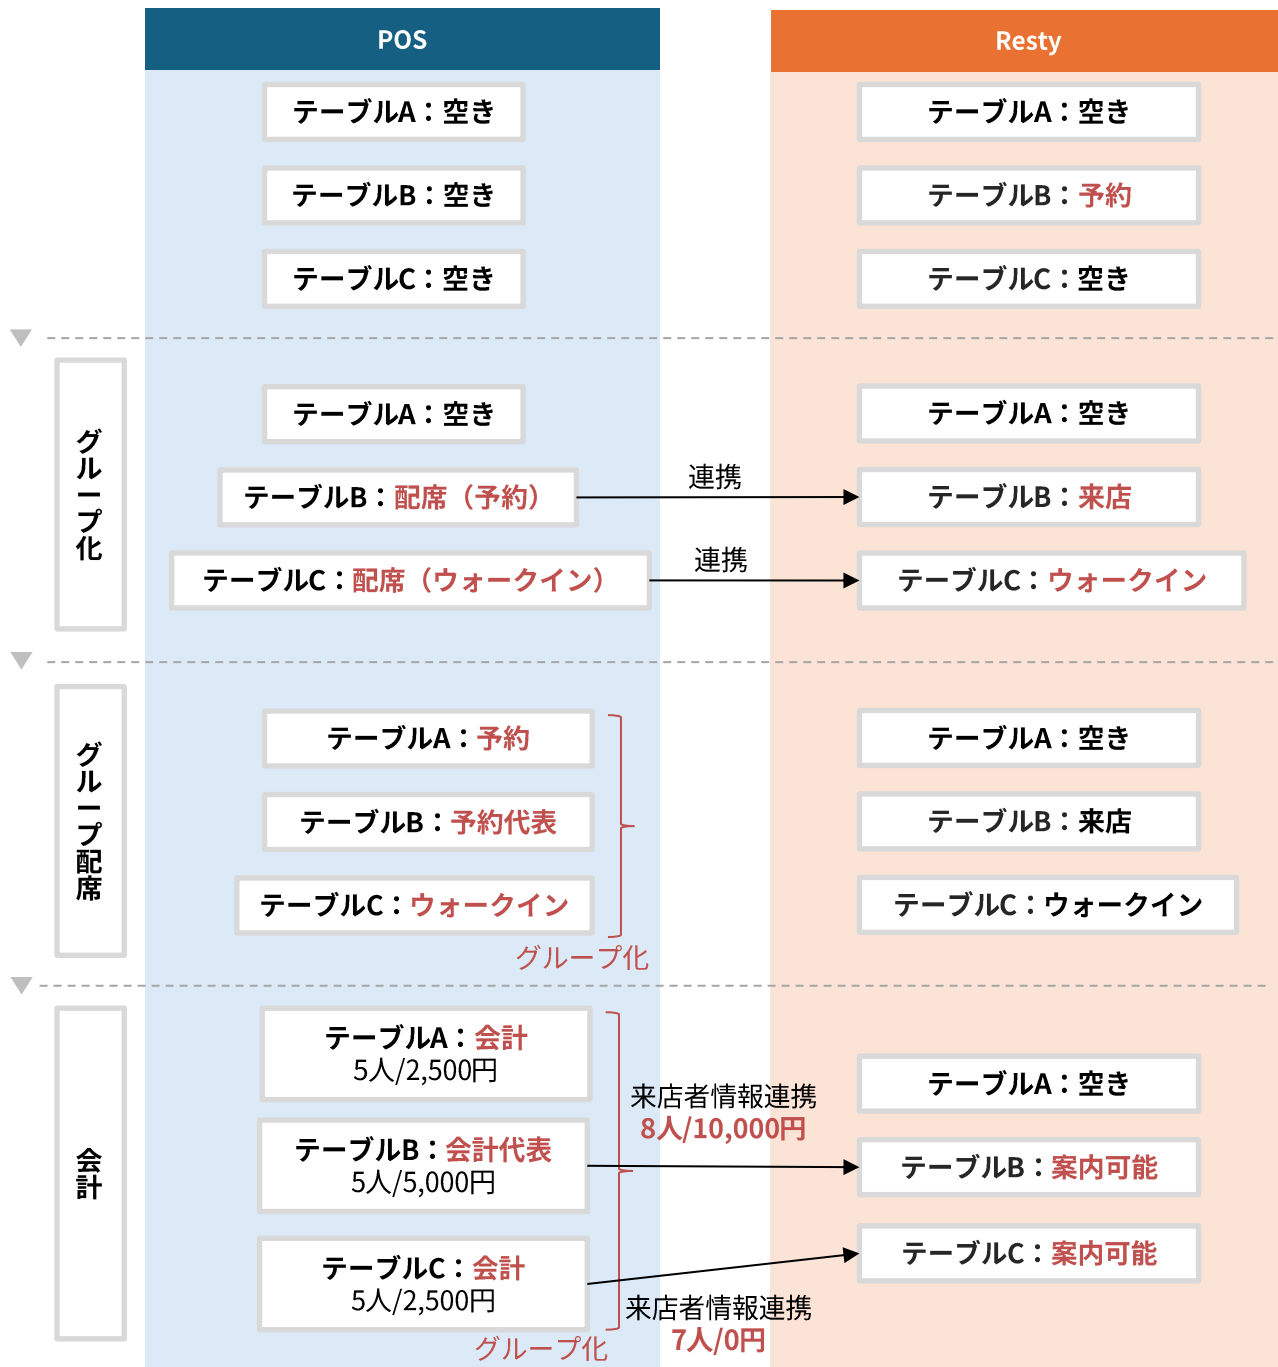 POS
Resty
テーブルA：空き
テーブルA：空き
テーブルB：空き
テーブルB：予約
テーブルC：空き
テーブルC：空き
グループ化
テーブルA：空き
テーブルA：空き
テーブルB：配席（予約）
連携
テーブルB：来店
テーブルC：配席（ウォークイン）
連携
テーブルC：ウォークイン
グループ配席
テーブルA：予約
テーブルA：空き
テーブルB：予約代表
テーブルB：来店
テーブルC：ウォークイン
テーブルC：ウォークイン
グループ化
会計
テーブルA：会計
5人/2,500円
テーブルA：空き
来店者情報連携
8人/10,000円
テーブルB：会計代表
5人/5,000円
テーブルB：案内可能
テーブルC：会計
5人/2,500円
テーブルC：案内可能
来店者情報連携
7人/0円
グループ化